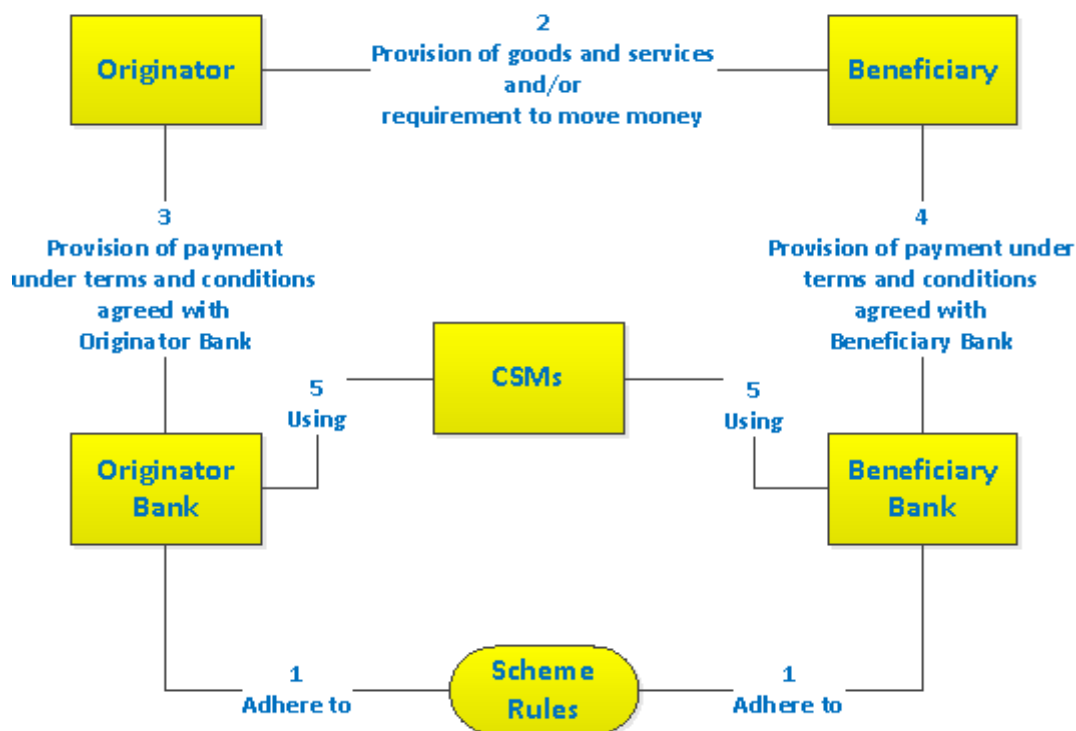 Originator
2
Provision of goods and services
and/or
requirement to move money
Beneficiary
3
Provision of payment
under terms and conditions
agreed with
Originator Bank
4
Provision of payment under
terms and conditions
agreed with
Beneficiary Bank
CSMs
5
Using
5
Using
Originator
Bank
Beneficiary
Bank
1
Adhere to
Scheme
Rules
1
Adhere to